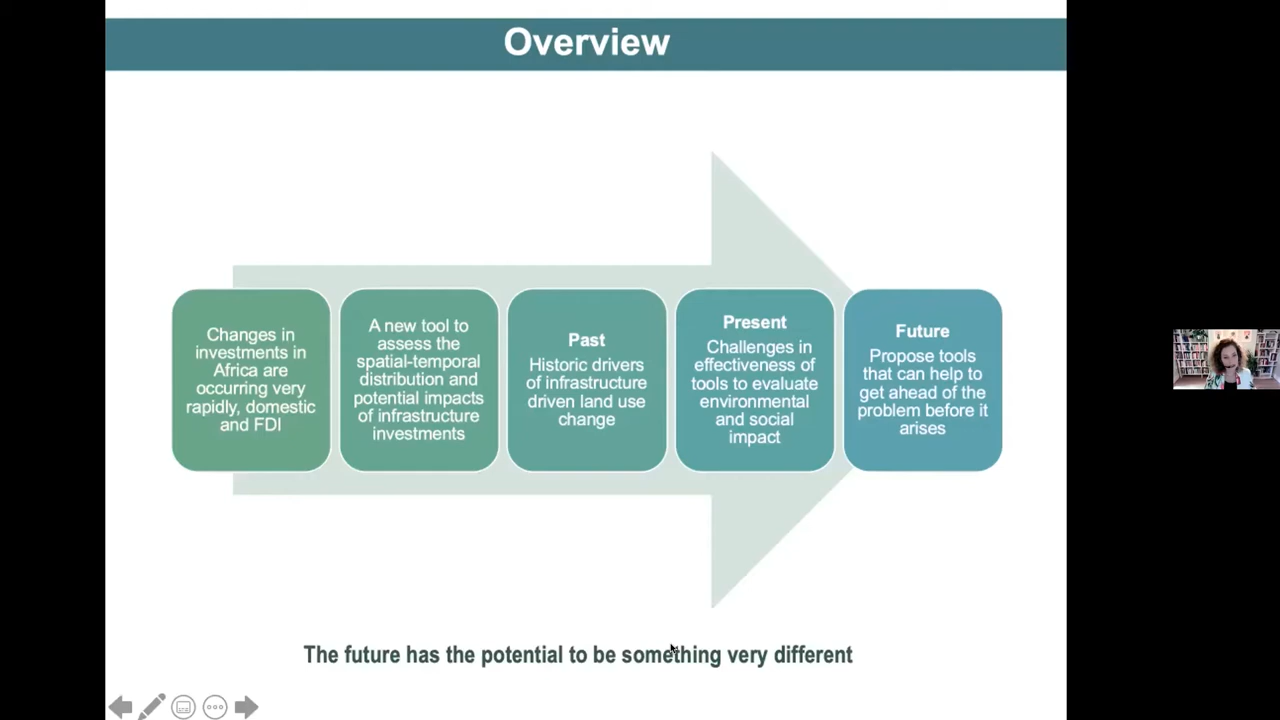 Overview
Changes in
investments in
Africa are
occurring very
rapidly, domestic
and FDI
A new tool to
assess the
spatial-temporal
distribution and
potential impacts
of infrastructure
investments
Past
Historic drivers
of infrastructure
driven land use
change
Present
Challenges in
effectiveness of
tools to evaluate
environmental
and social
impact
Future
Propose tools
that can help to
get ahead of the
problem before it
arises
The future has the potential to be something very different